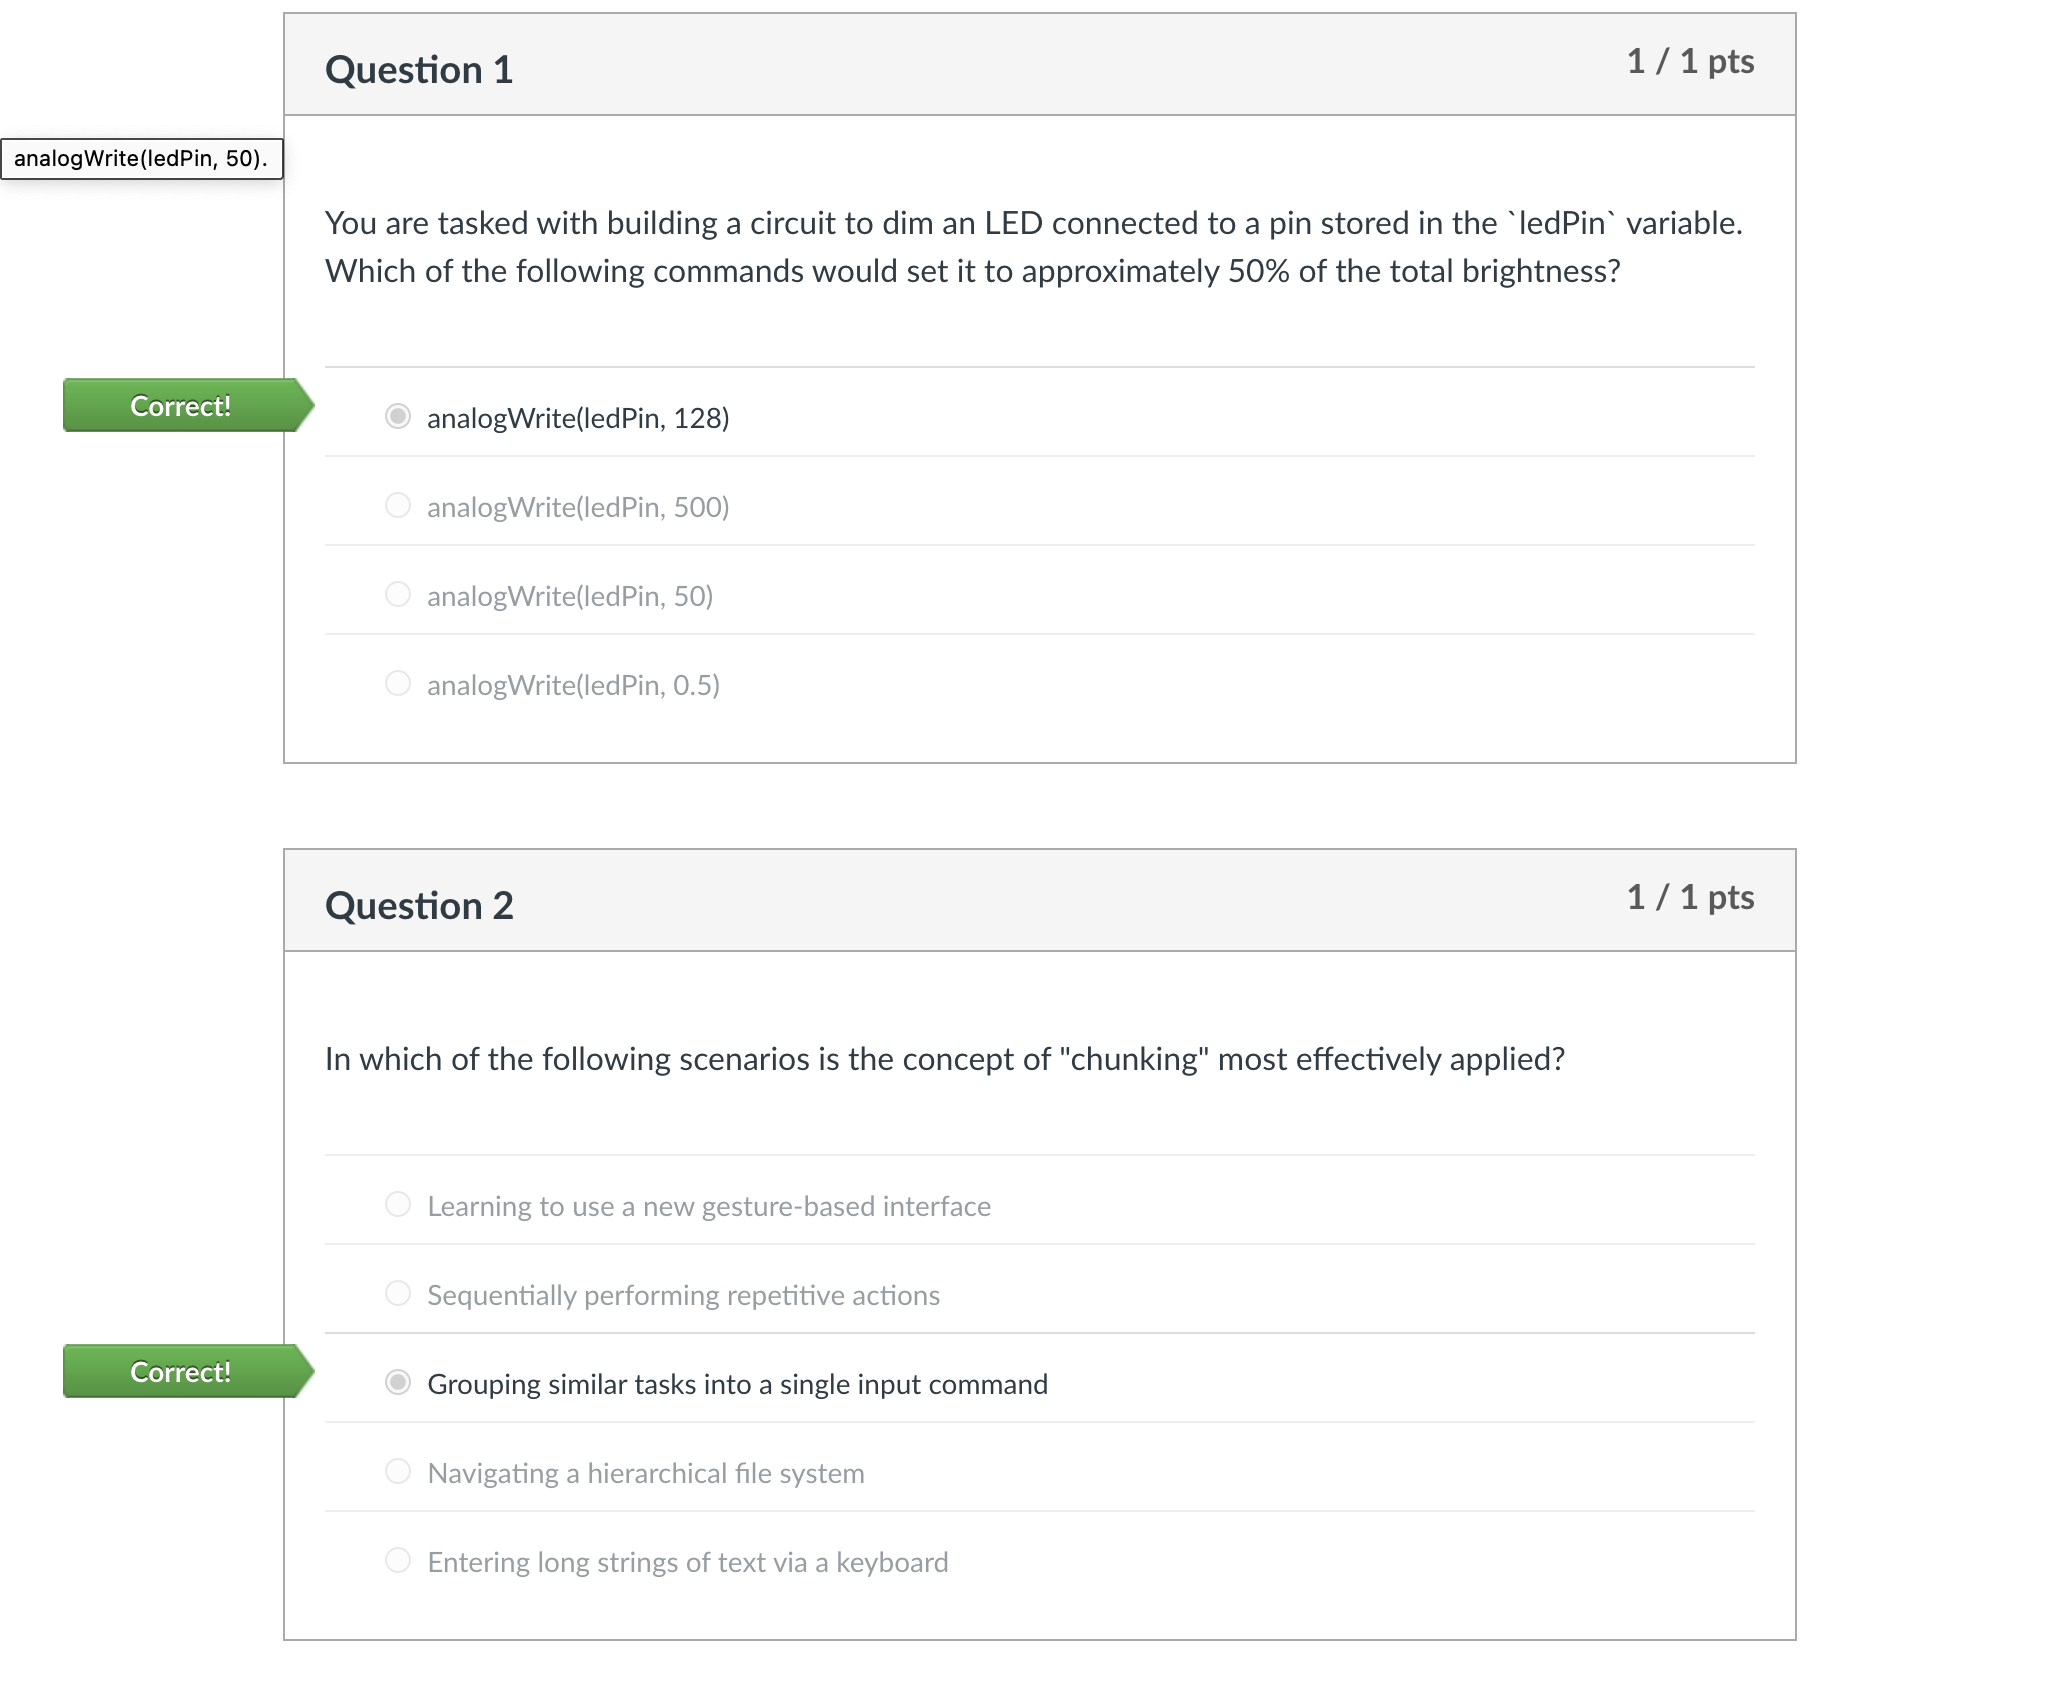 Question 1
1 / 1 pts
analogWrite(ledPin, 50).
You are tasked with building a circuit to dim an LED connected to a pin stored in the `ledPin` variable.
Which of the following commands would set it to approximately 50% of the total brightness?
Correct!
analogWrite(ledPin, 128)
analogWrite(ledPin, 500)
analogWrite(ledPin, 50)
analogWrite(ledPin, 0.5)
Question 2
1 / 1 pts
In which of the following scenarios is the concept of "chunking" most effectively applied?
Learning to use a new gesture-based interface
Sequentially performing repetitive actions
Correct!
Grouping similar tasks into a single input command
Navigating a hierarchical file system
Entering long strings of text via a keyboard